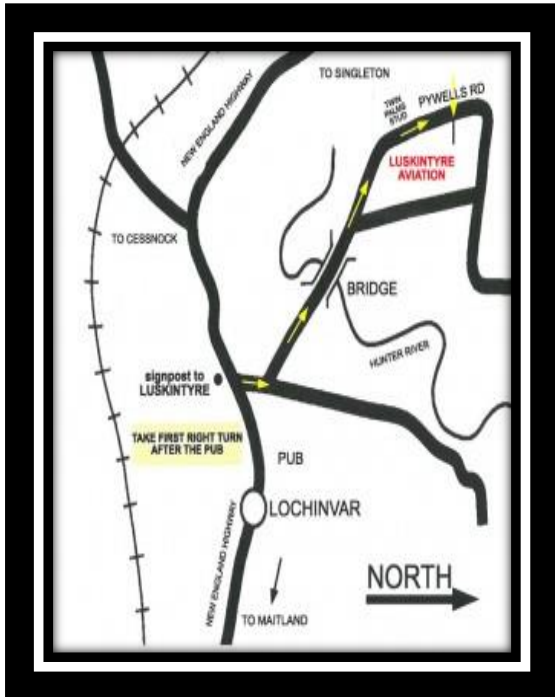 TO SINGLETON
NEW ENGLAND HIGHWAY
TWIN
PALMS
STUD
PYWELLS RD
LUSKINTYRE
AVIATION
TO CESSNOCK
BRIDGE
HUNTER RIVER
signpost to
LUSKINTYRE
TAKE FIRST RIGHT TURN
AFTER THE PUB
PUB
LOCHINVAR
NEW ENGLAND HIGHWAY
NORTH
TO MAITLAND